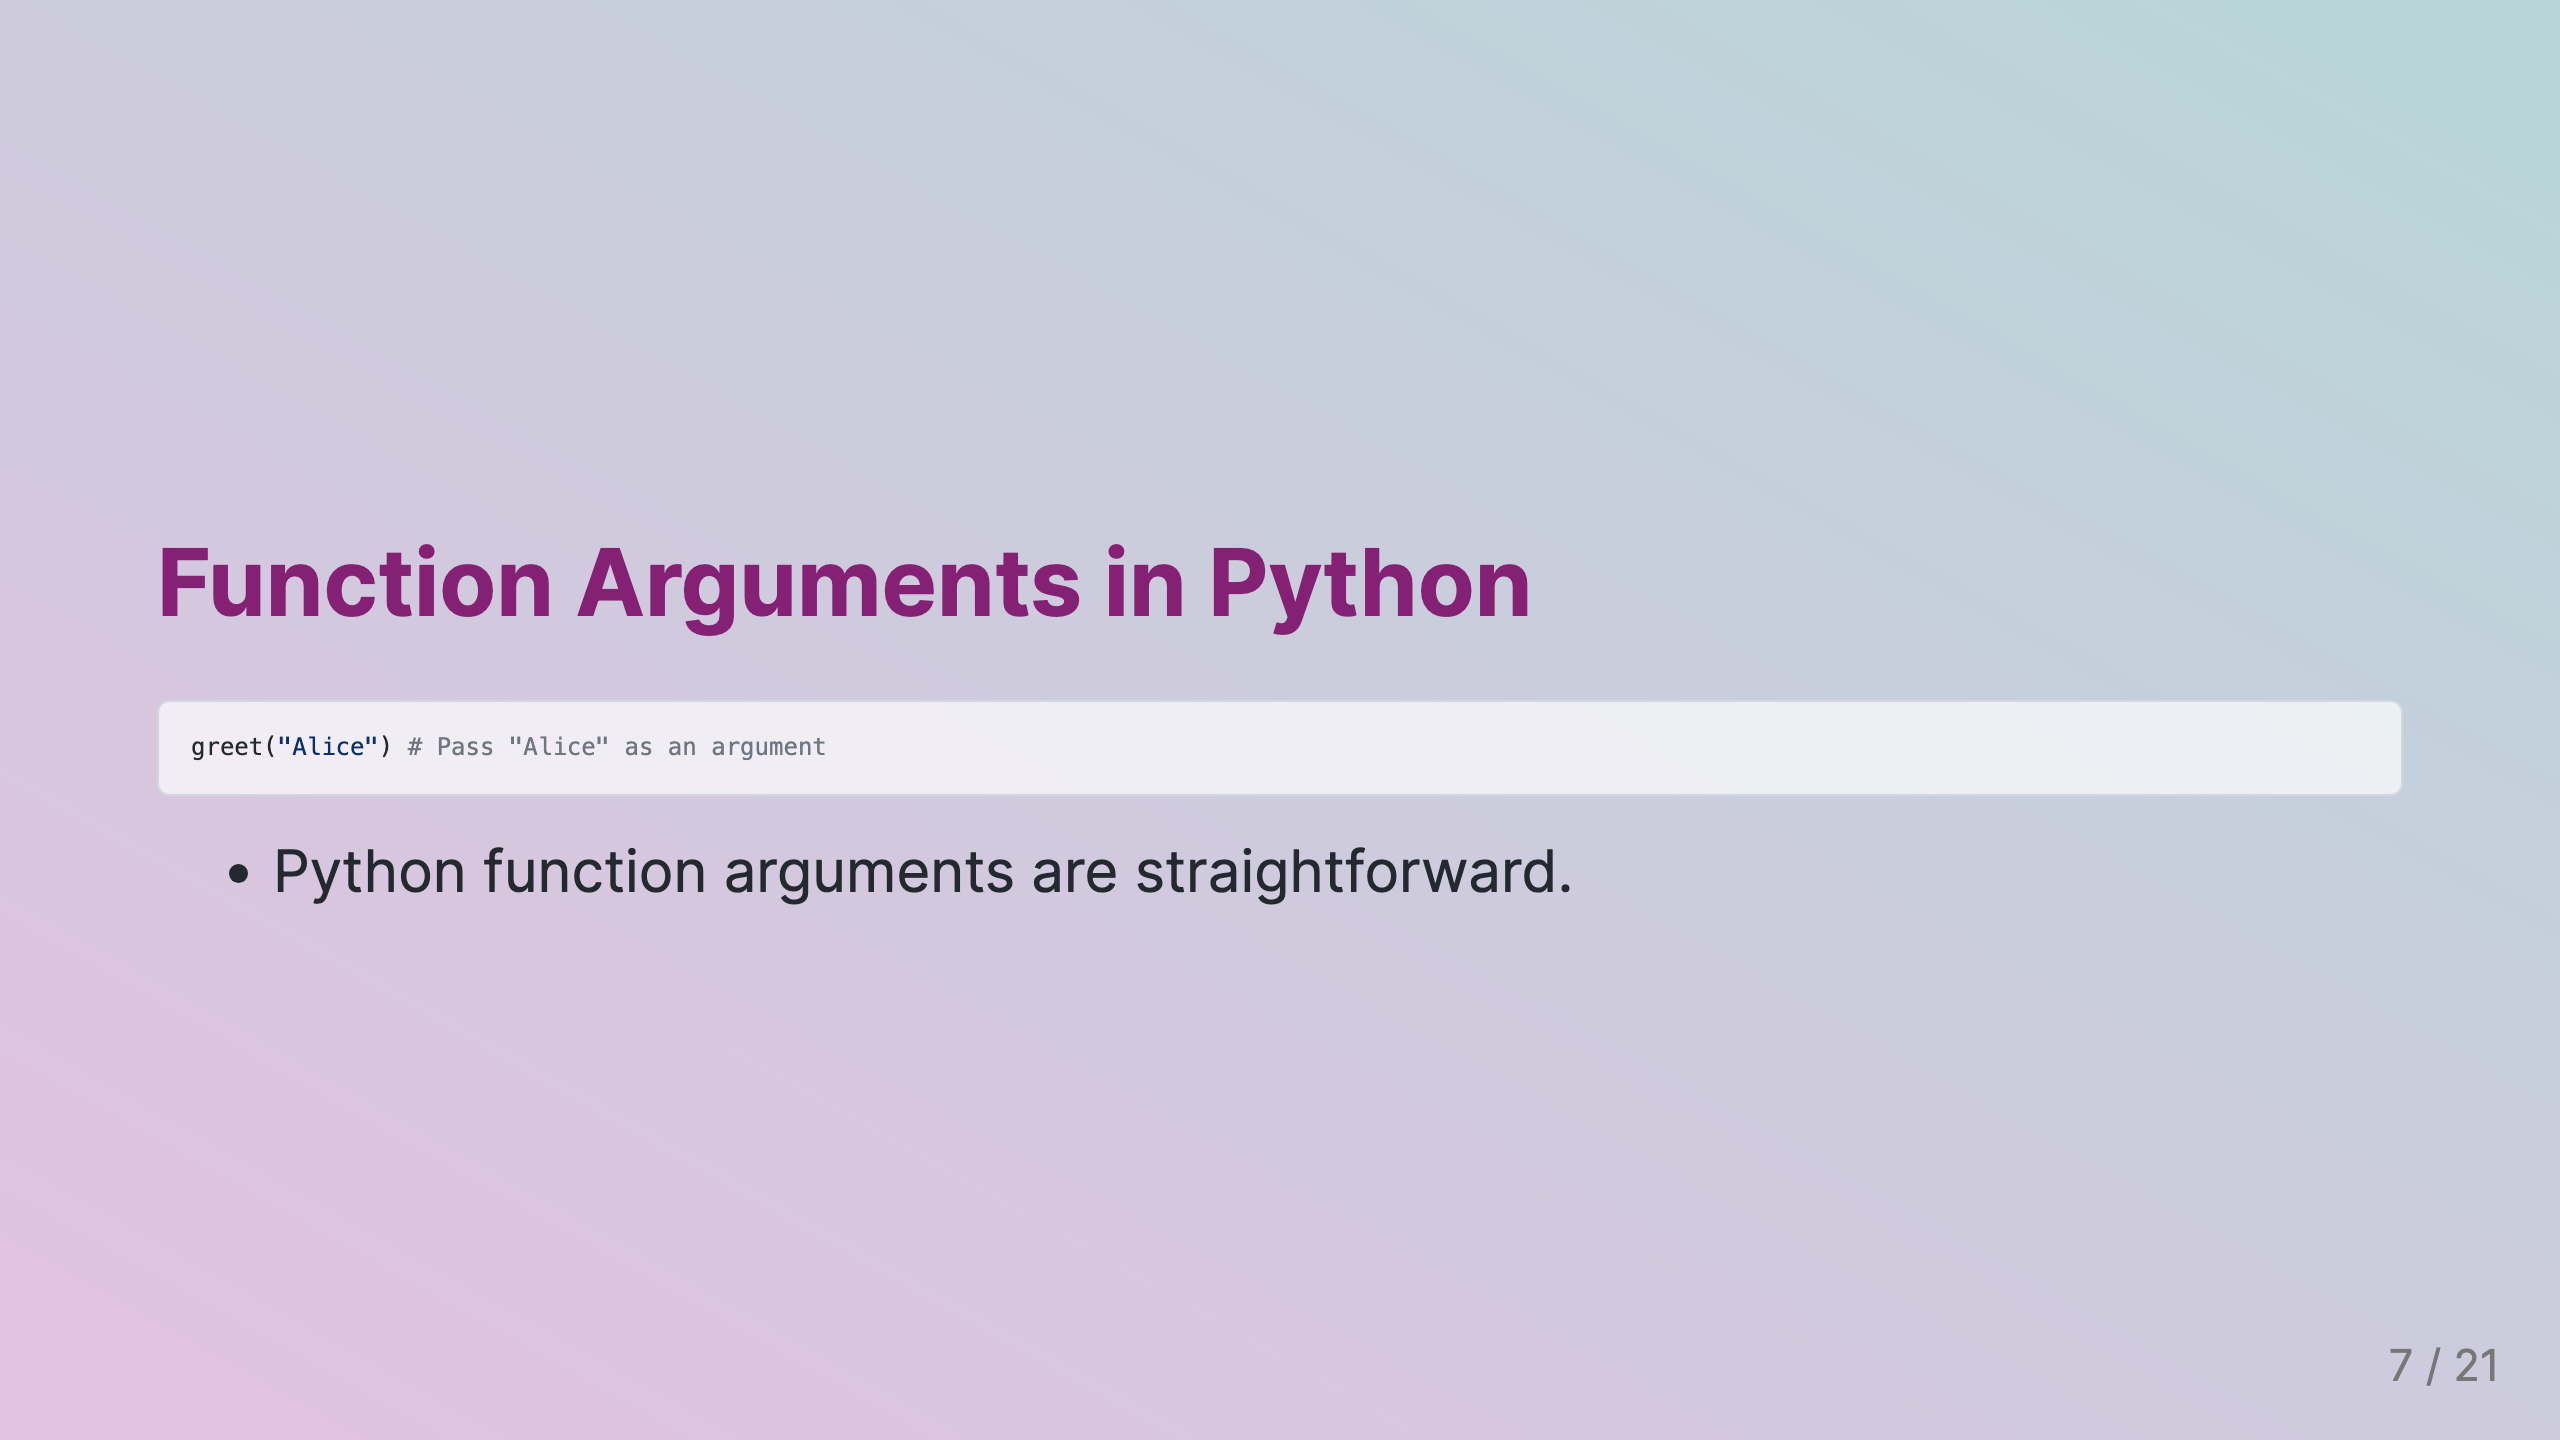 Function Arguments in Python
greet("Alice") # Pass "Alice" as an argument
• Python function arguments are straightforward.
7 / 21